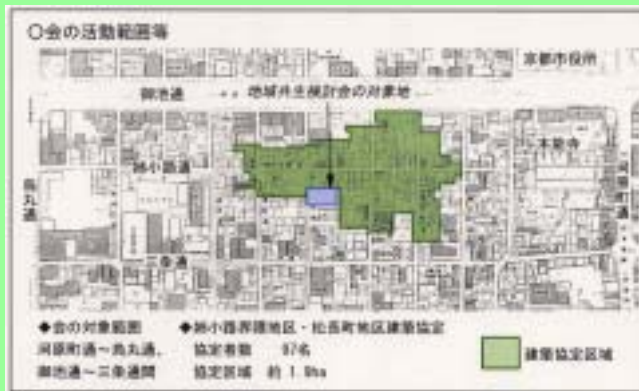 ○会の活動範囲等
京都市役所
御池通
地域共生検討会の対象地
本能寺
姉小路通
烏丸通
河原町通
三条通
◆会の対象範囲
河原町通～烏丸通、
御池通～三条通間
◆姉小路界隈地区・松長町地区建築協定
協定者数 97名
協定区域 約 1.9ha
建築協定区域